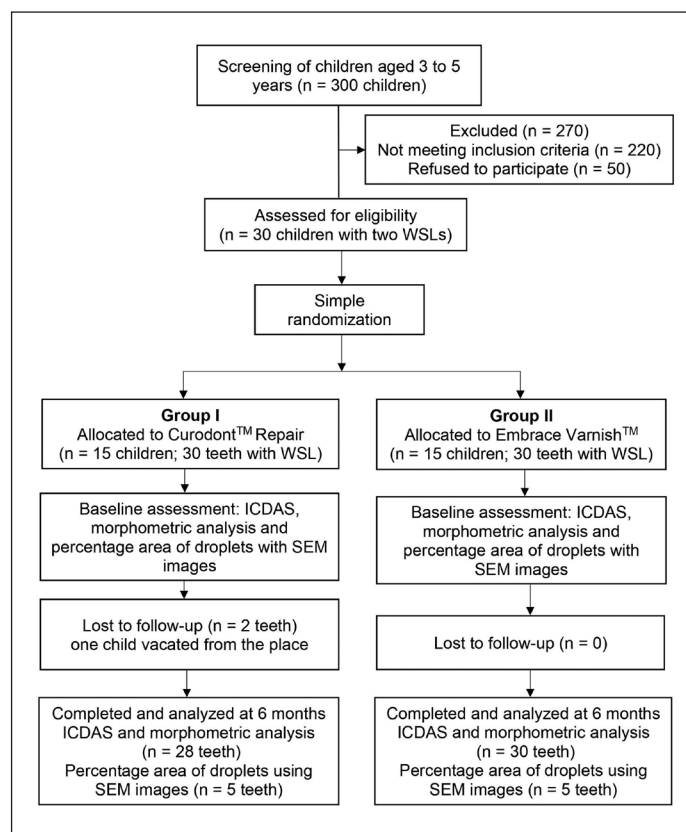 Screening of children aged 3 to 5
years (n = 300 children)
Excluded (n = 270)
Not meeting inclusion criteria (n = 220)
Refused to participate (n = 50)
Assessed for eligibility
(n = 30 children with two WSLs)
Simple
randomization
Group I
Allocated to Curodont™ Repair
(n = 15 children; 30 teeth with WSL)
Group II
Allocated to Embrace Varnish™
(n = 15 children; 30 teeth with WSL)
Baseline assessment: ICDAS,
morphometric analysis and
percentage area of droplets with SEM
images
Baseline assessment: ICDAS,
morphometric analysis and
percentage area of droplets with
SEM images
Lost to follow-up (n = 2 teeth)
one child vacated from the place
Lost to follow-up (n = 0)
Completed and analyzed at 6 months
ICDAS and morphometric analysis
(n = 28 teeth)
Percentage area of droplets using
SEM images (n = 5 teeth)
Completed and analyzed at 6 months
ICDAS and morphometric analysis
(n = 30 teeth)
Percentage area of droplets using
SEM images (n = 5 teeth)